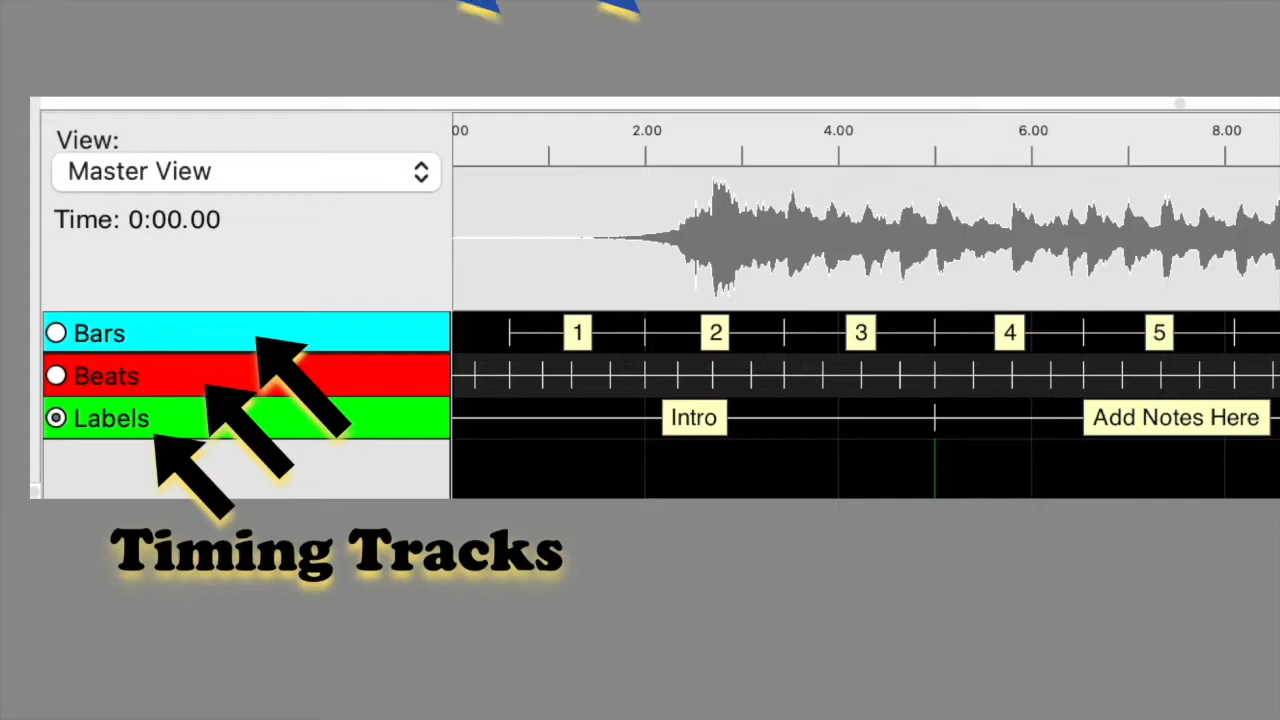 View:
00 2.00 4.00 6.00 8.00
Master View
Time: 0:00.00
Bars 1 2 3 4 5
Beats
Labels Intro Add Notes Here
Timing Tracks